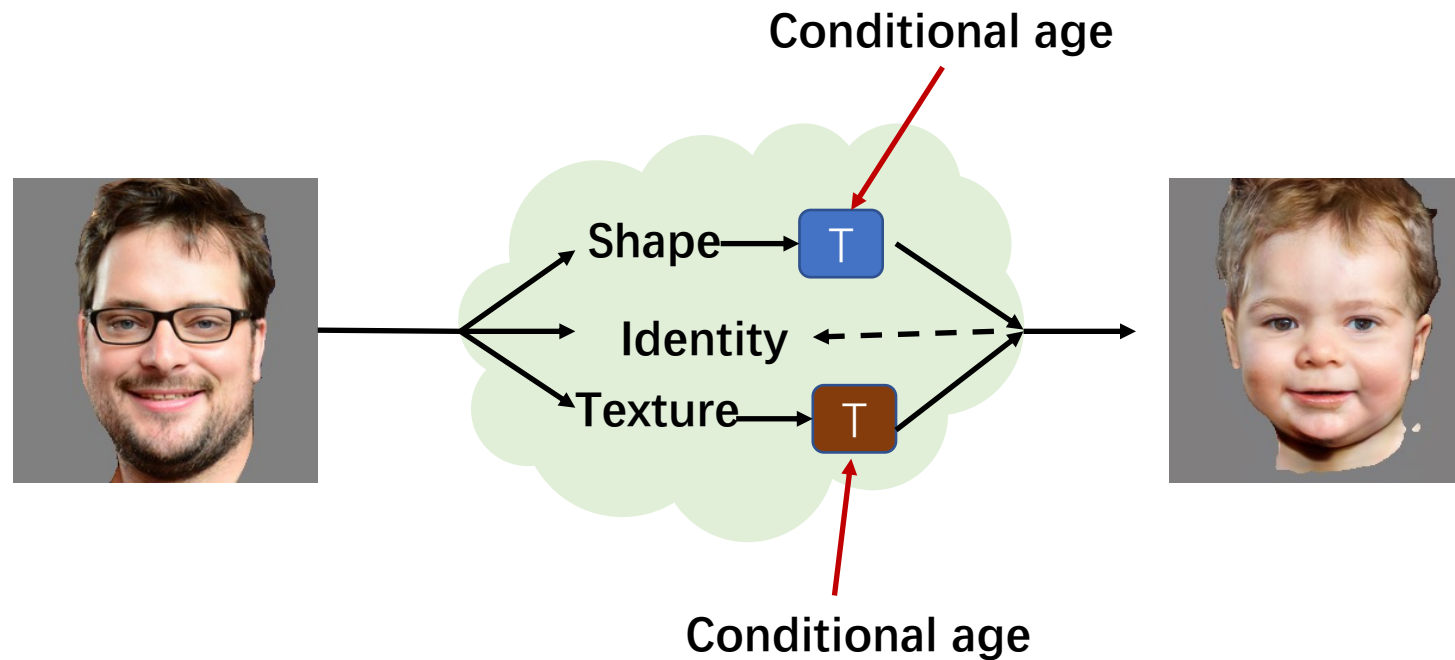 Conditional age
Shape
T
Identity
Texture
T
Conditional age